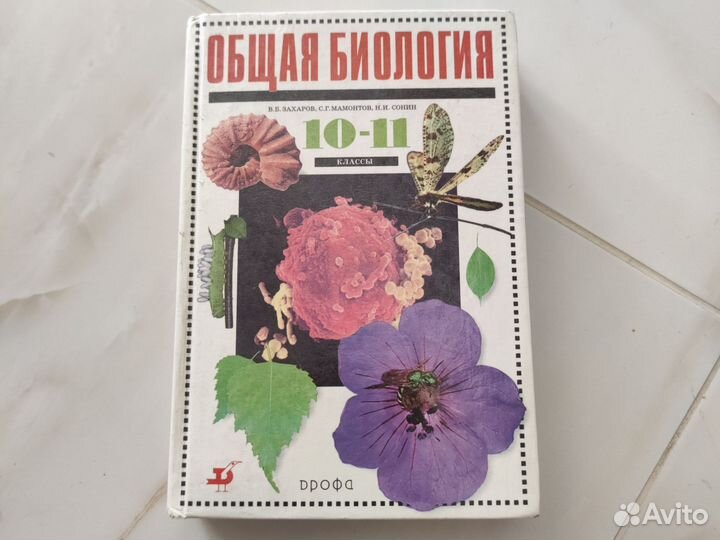 ОБЩАЯ БИОЛОГИЯ
В.Б. ЗАХАРОВ, С.Г. МАМОНТОВ, Н.И. СОНИН
10-11
КЛАССЫ
дрофа
Avito